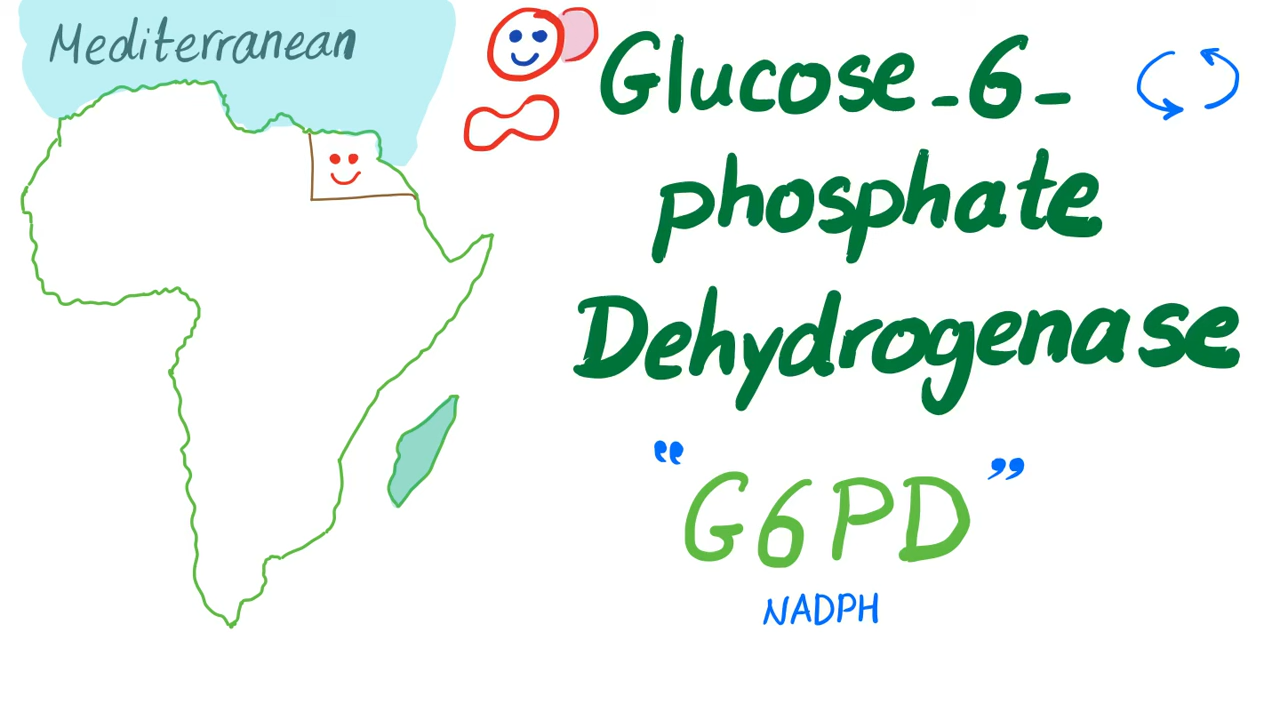 Mediterranean
Glucose-6-
phosphate
Dehydrogenase
"G6PD"
NADPH